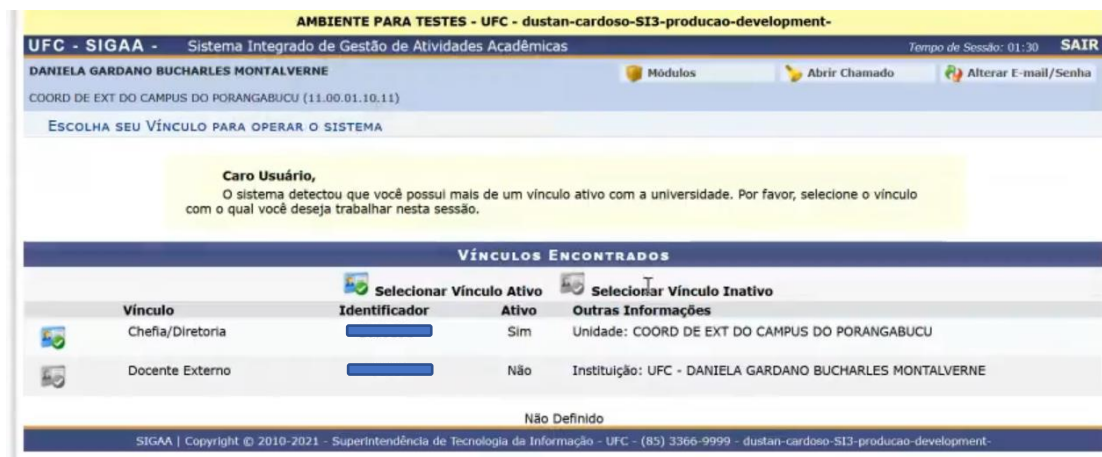 AMBIENTE PARA TESTES - UFC - dustan-cardoso-SI3-producao-development-
UFC - SIGAA - Sistema Integrado de Gestão de Atividades Acadêmicas Tempo de Sessão: 01:30 SAIR
DANIELA GARDANO BUCHARLES MONTALVERNE Módulos Abrir Chamado Alterar E-mail/Senha
COORD DE EXT DO CAMPUS DO PORANGABUCU (11.00.01.10.11)
ESCOLHA SEU VÍNCULO PARA OPERAR O SISTEMA
Caro Usuário,
O sistema detectou que você possui mais de um vínculo ativo com a universidade. Por favor, selecione o vínculo
com o qual você deseja trabalhar nesta sessão.
VÍNCULOS ENCONTRADOS
Selecionar Vínculo Ativo Selecionar Vínculo Inativo
Vínculo Identificador Ativo Outras Informações
Chefia/Diretoria Sim Unidade: COORD DE EXT DO CAMPUS DO PORANGABUCU
Docente Externo Não Instituição: UFC - DANIELA GARDANO BUCHARLES MONTALVERNE
Não Definido
SIGAA | Copyright © 2010-2021 - Superintendência de Tecnologia da Informação - UFC - (85) 3366-9999 - dustan-cardoso-SI3-producao-development-